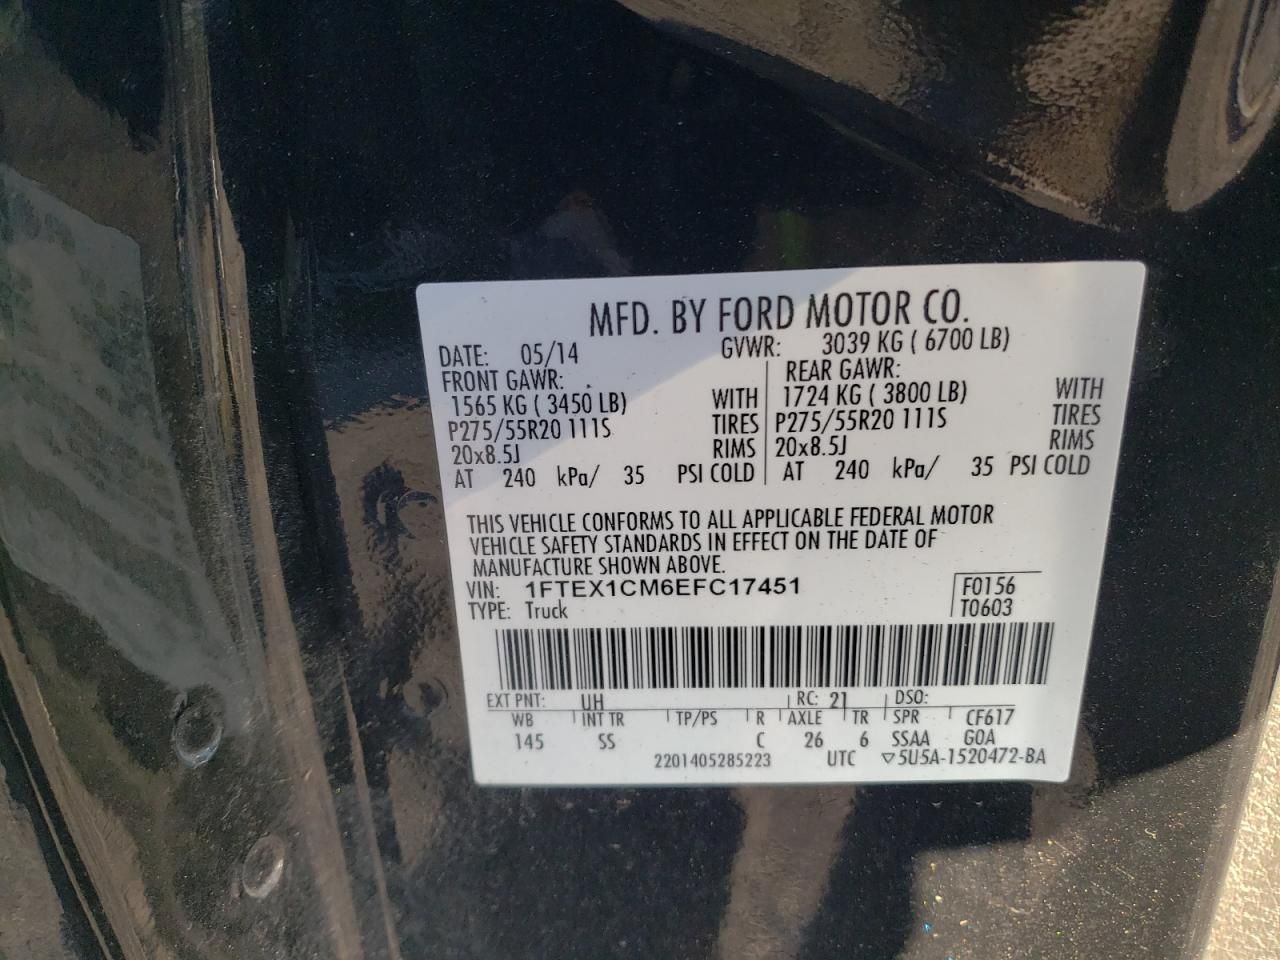 MFD. BY FORD MOTOR CO.
DATE: 05/14 GVWR: 3039 KG ( 6700 LB)
FRONT GAWR: REAR GAWR:
1565 KG ( 3450 LB) WITH 1724 KG ( 3800 LB) WITH
P275/55R20 111S TIRES P275/55R20 111S TIRES
20x8.5J RIMS 20x8.5J RIMS
AT 240 kPa/ 35 PSI COLD AT 240 kPa/ 35 PSI COLD
THIS VEHICLE CONFORMS TO ALL APPLICABLE FEDERAL MOTOR
VEHICLE SAFETY STANDARDS IN EFFECT ON THE DATE OF
MANUFACTURE SHOWN ABOVE.
VIN: 1FTEX1CM6EFC17451 F0156
TYPE: Truck T0603
EXT PNT: UH RC: 21 DSO:
WB INT TR TP/PS R AXLE TR SPR CF617
145 SS C 26 6 SSAA GOA
2201405285223 UTC ▽5U5A-1520472-BA